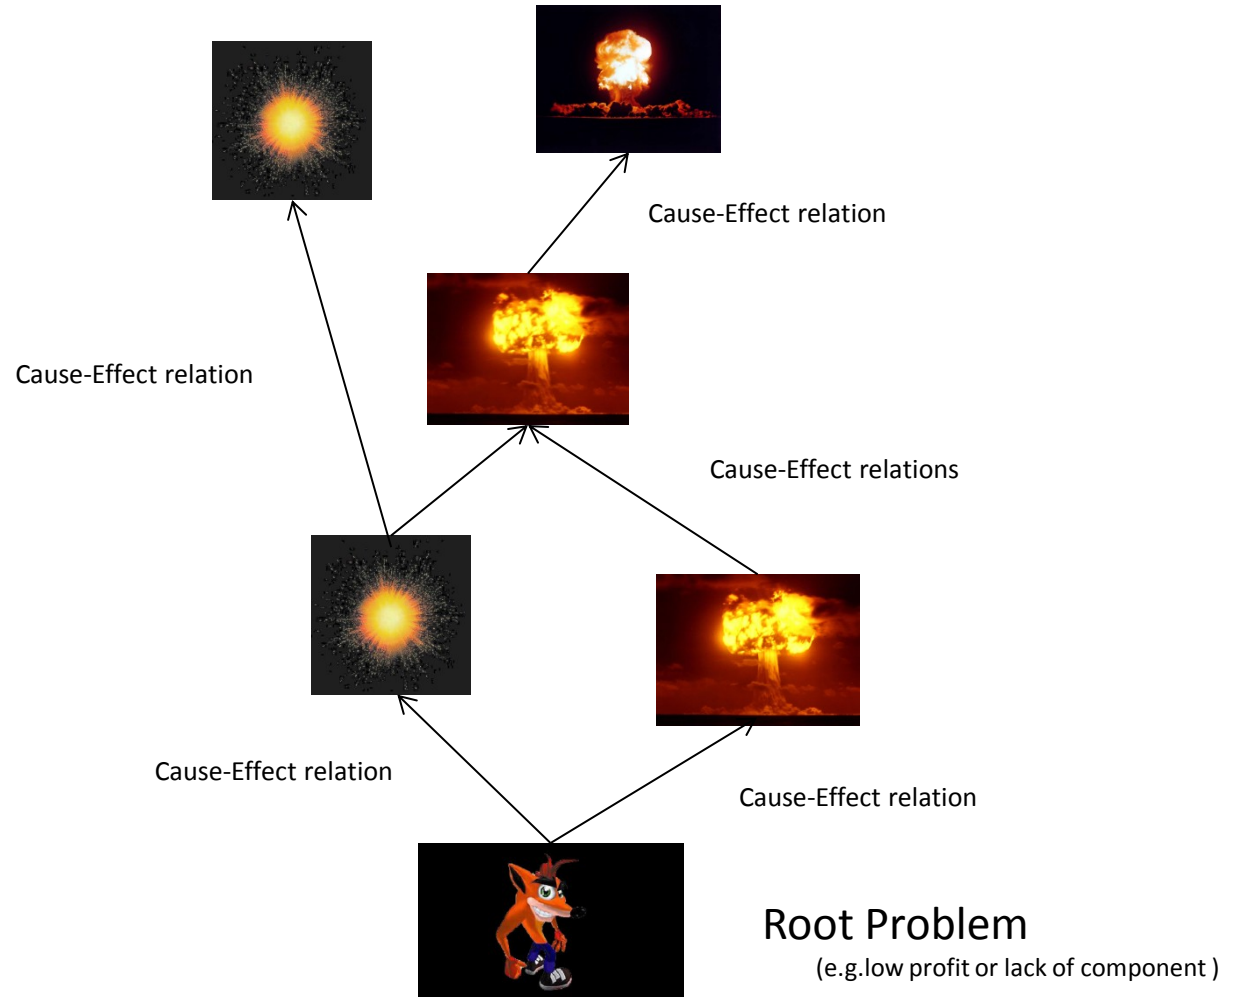 Cause-Effect relation
Cause-Effect relation
Cause-Effect relations
Cause-Effect relation
Cause-Effect relation
Root Problem
(e.g.low profit or lack of component )